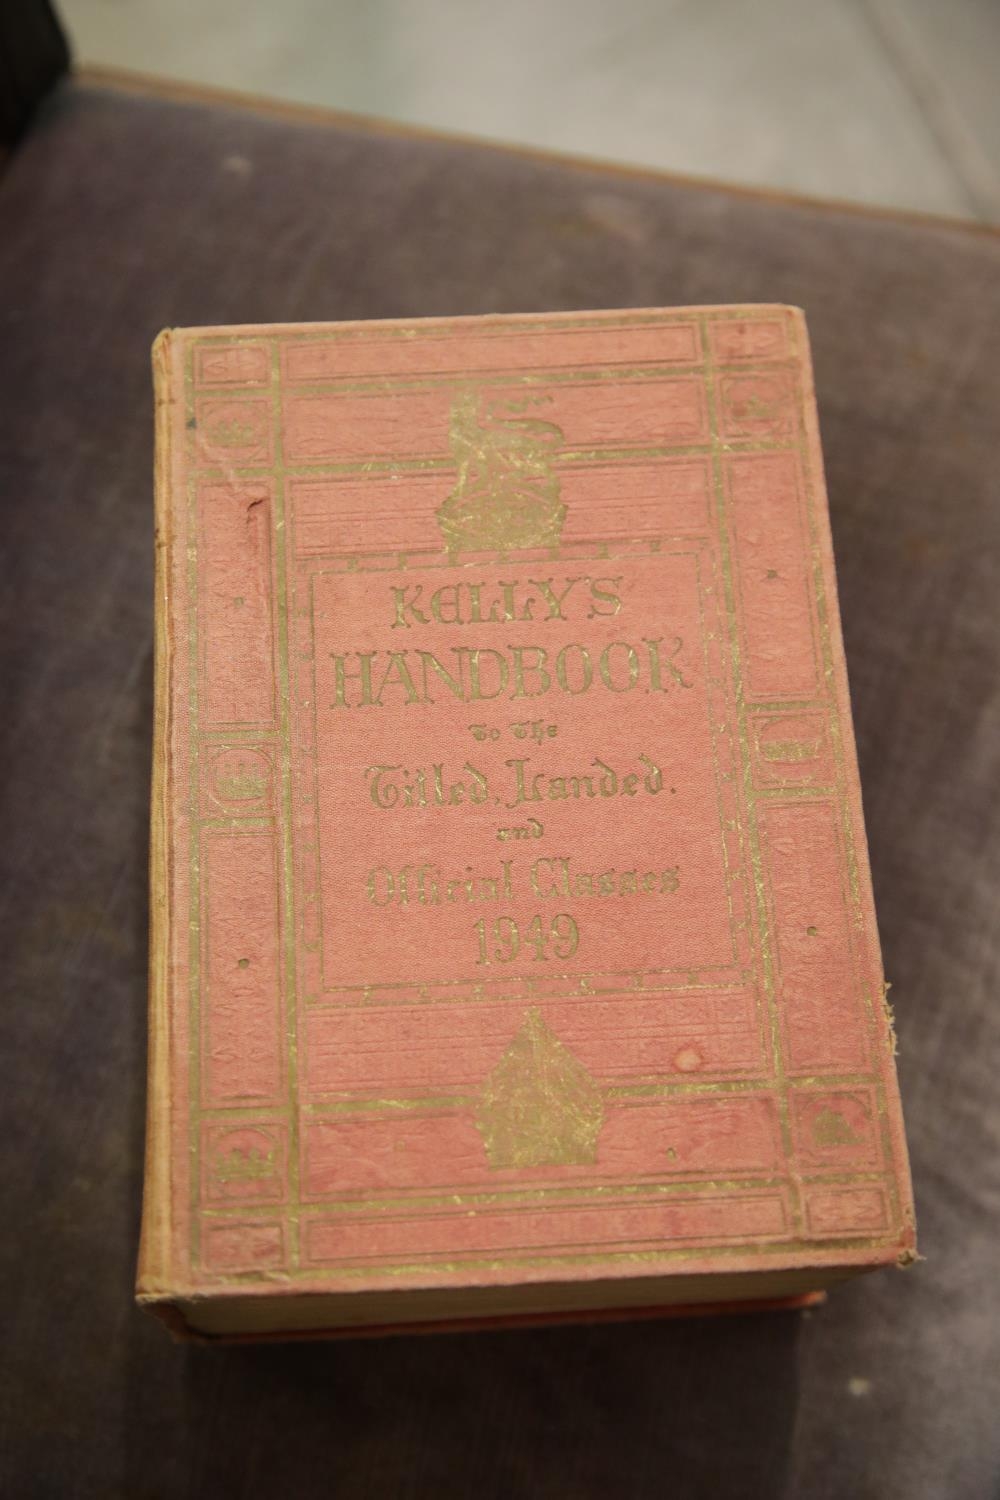 KELLY'S
HANDBOOK
To The
Titled, Landed,
and
Official Classes
1949